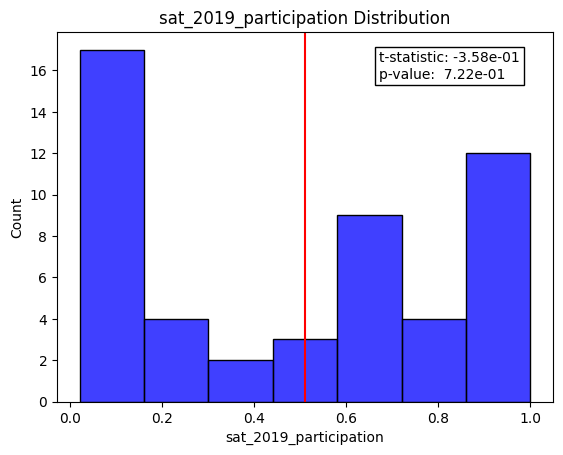 sat_2019_participation Distribution
t-statistic: -3.58e-01
p-value:  7.22e-01
Count
16
14
12
10
8
6
4
2
0
0.0 0.2 0.4 0.6 0.8 1.0
sat_2019_participation